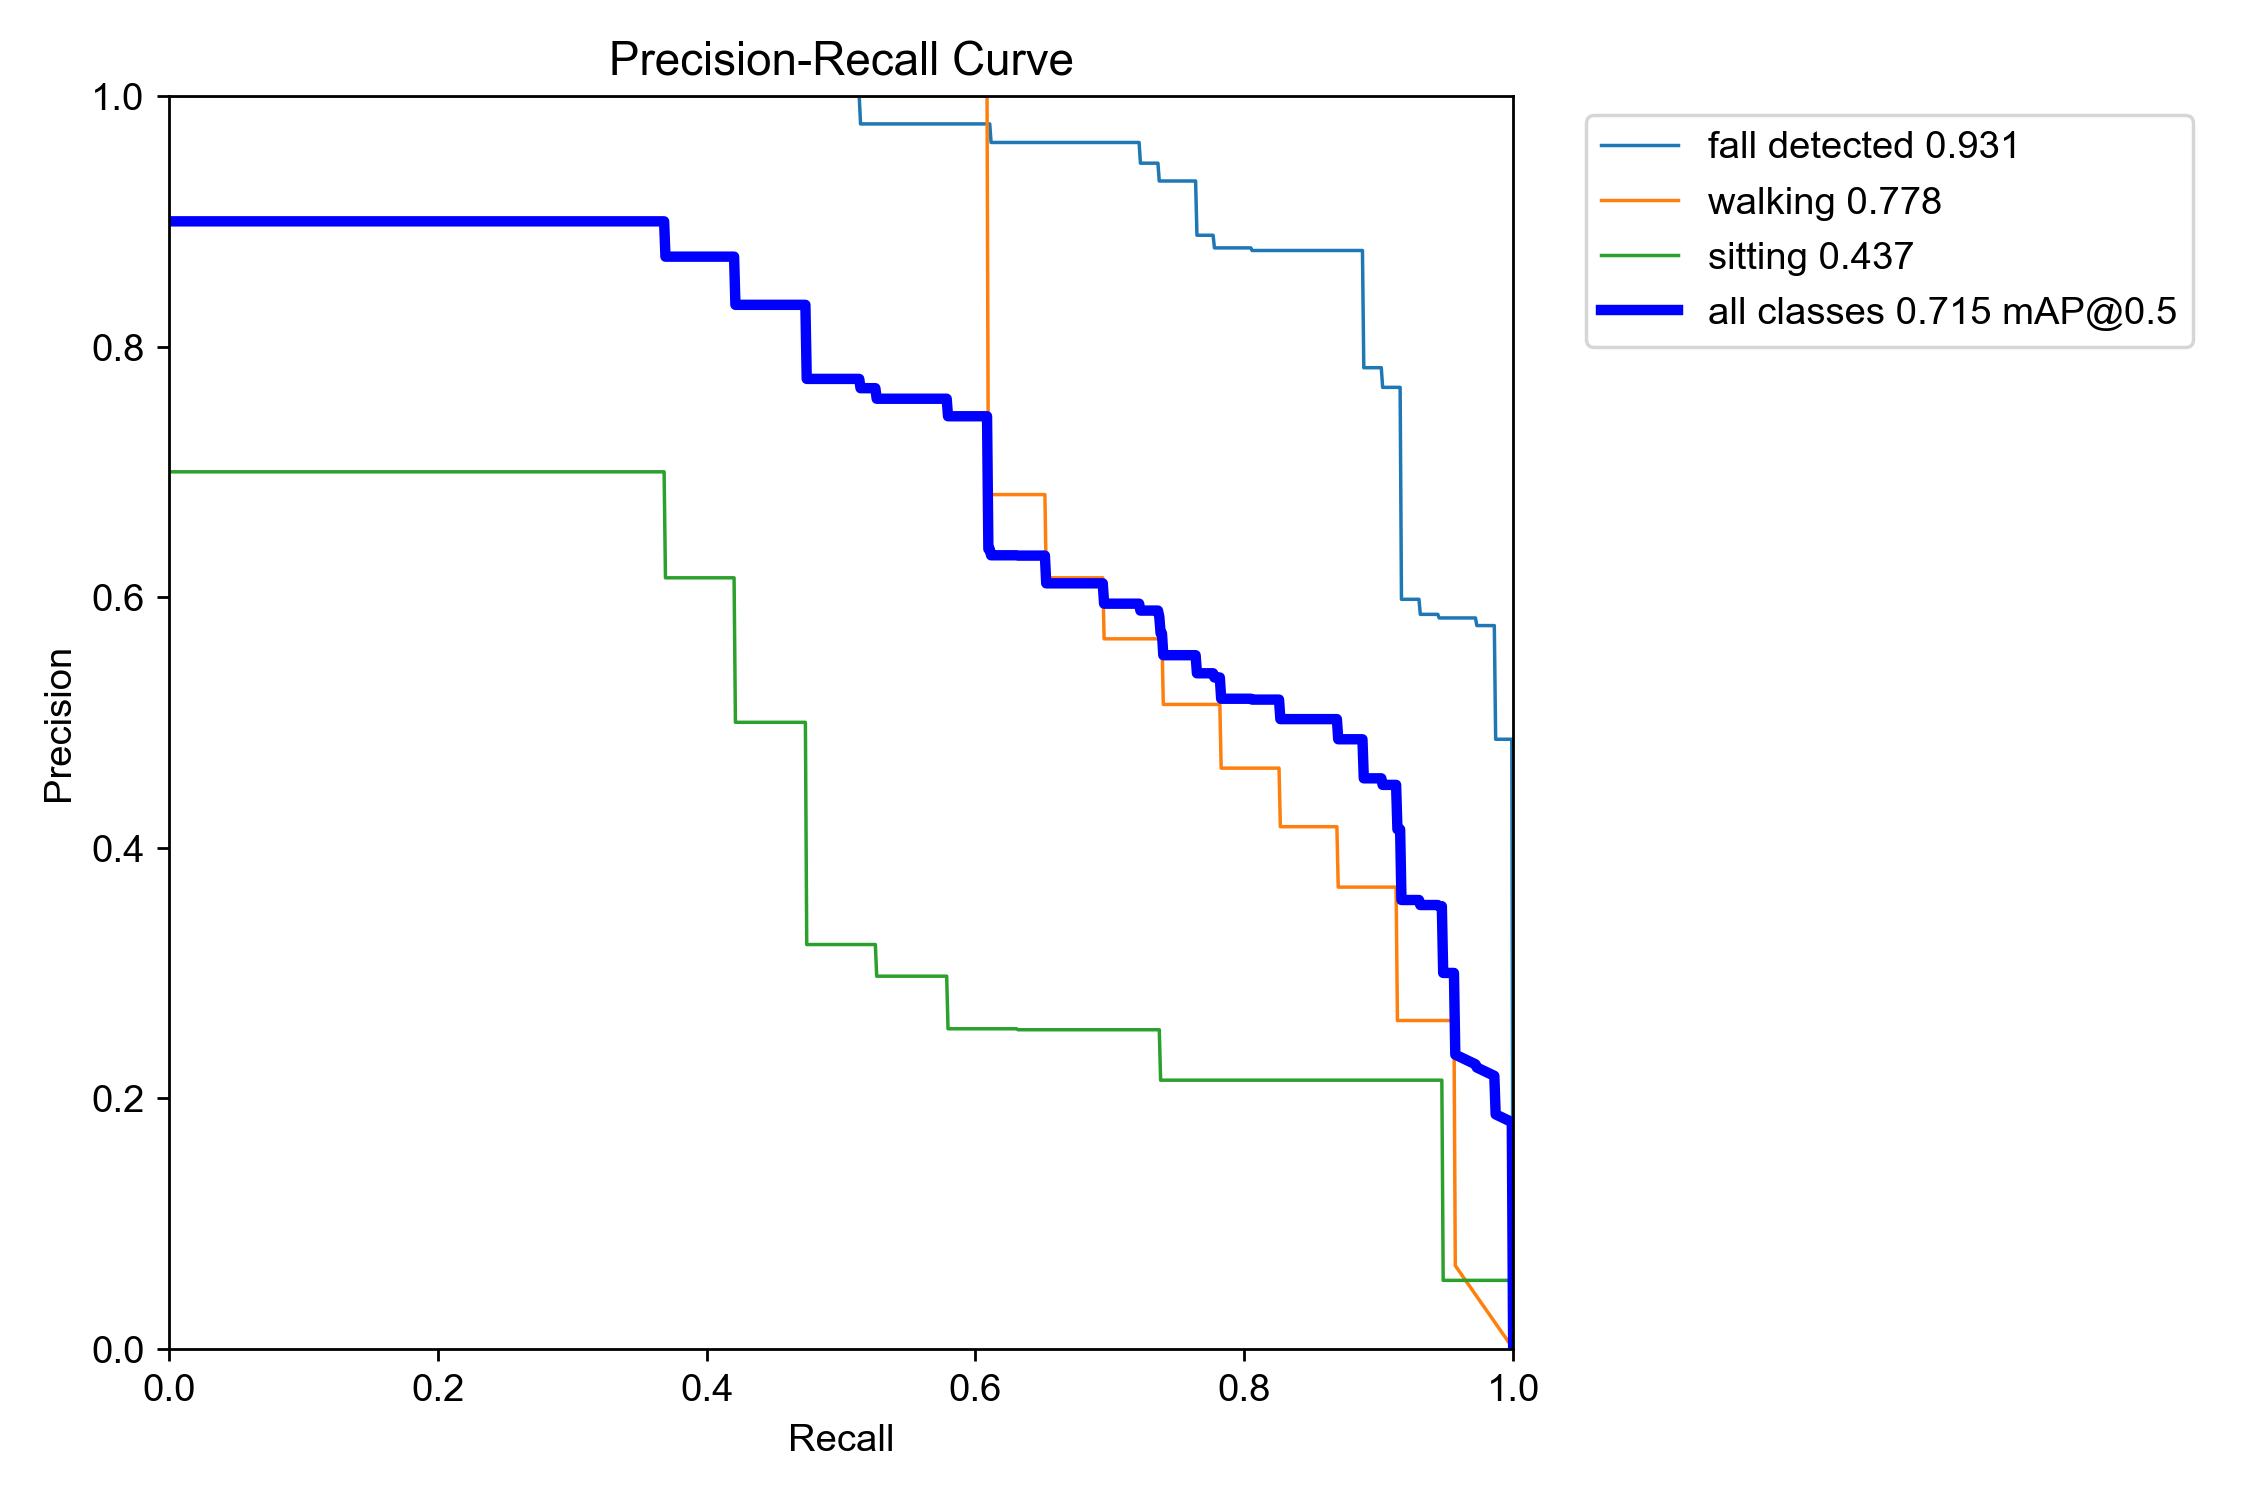 Precision-Recall Curve
1.0
0.8
0.6
0.4
0.2
0.0
Precision
0.0 0.2 0.4 0.6 0.8 1.0
Recall
fall detected 0.931
walking 0.778
sitting 0.437
all classes 0.715 mAP@0.5